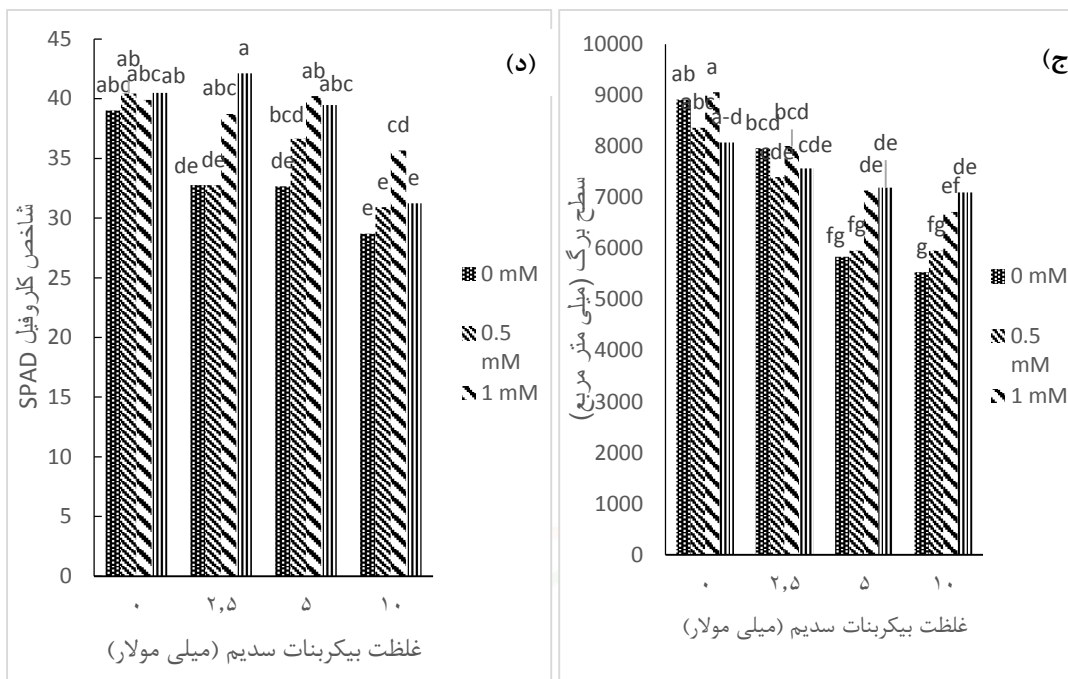 (د)
45
40
35
30
25
20
15
10
5
0
شاخص کلروفیل SPAD
abc
ab
abc
ab
de
de
abc
a
de
bcd
ab
abc
e
e
cd
e
۰
۲,۵
۵
۱۰
غلظت بیکربنات سدیم (میلی مولار)
0 mM
0.5
mM
1 mM
ج)
10000
9000
8000
7000
6000
5000
4000
3000
2000
1000
0
سطح برگ (میلی متر مربع)
ab
abc
a
a-d
bcd
de
bcd
cde
fg
fg
de
de
g
fg
ef
de
۰
۲,۵
۵
۱۰
غلظت بیکربنات سدیم (میلی مولار)
0 mM
0.5
mM
1 mM